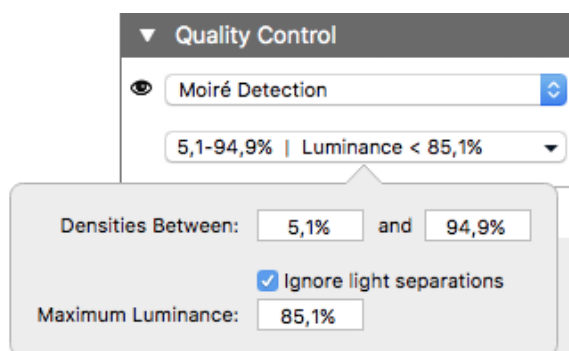 Quality Control
Moiré Detection
5,1-94,9% | Luminance < 85,1%
Densities Between: 5,1% and 94,9%
Ignore light separations
Maximum Luminance: 85,1%